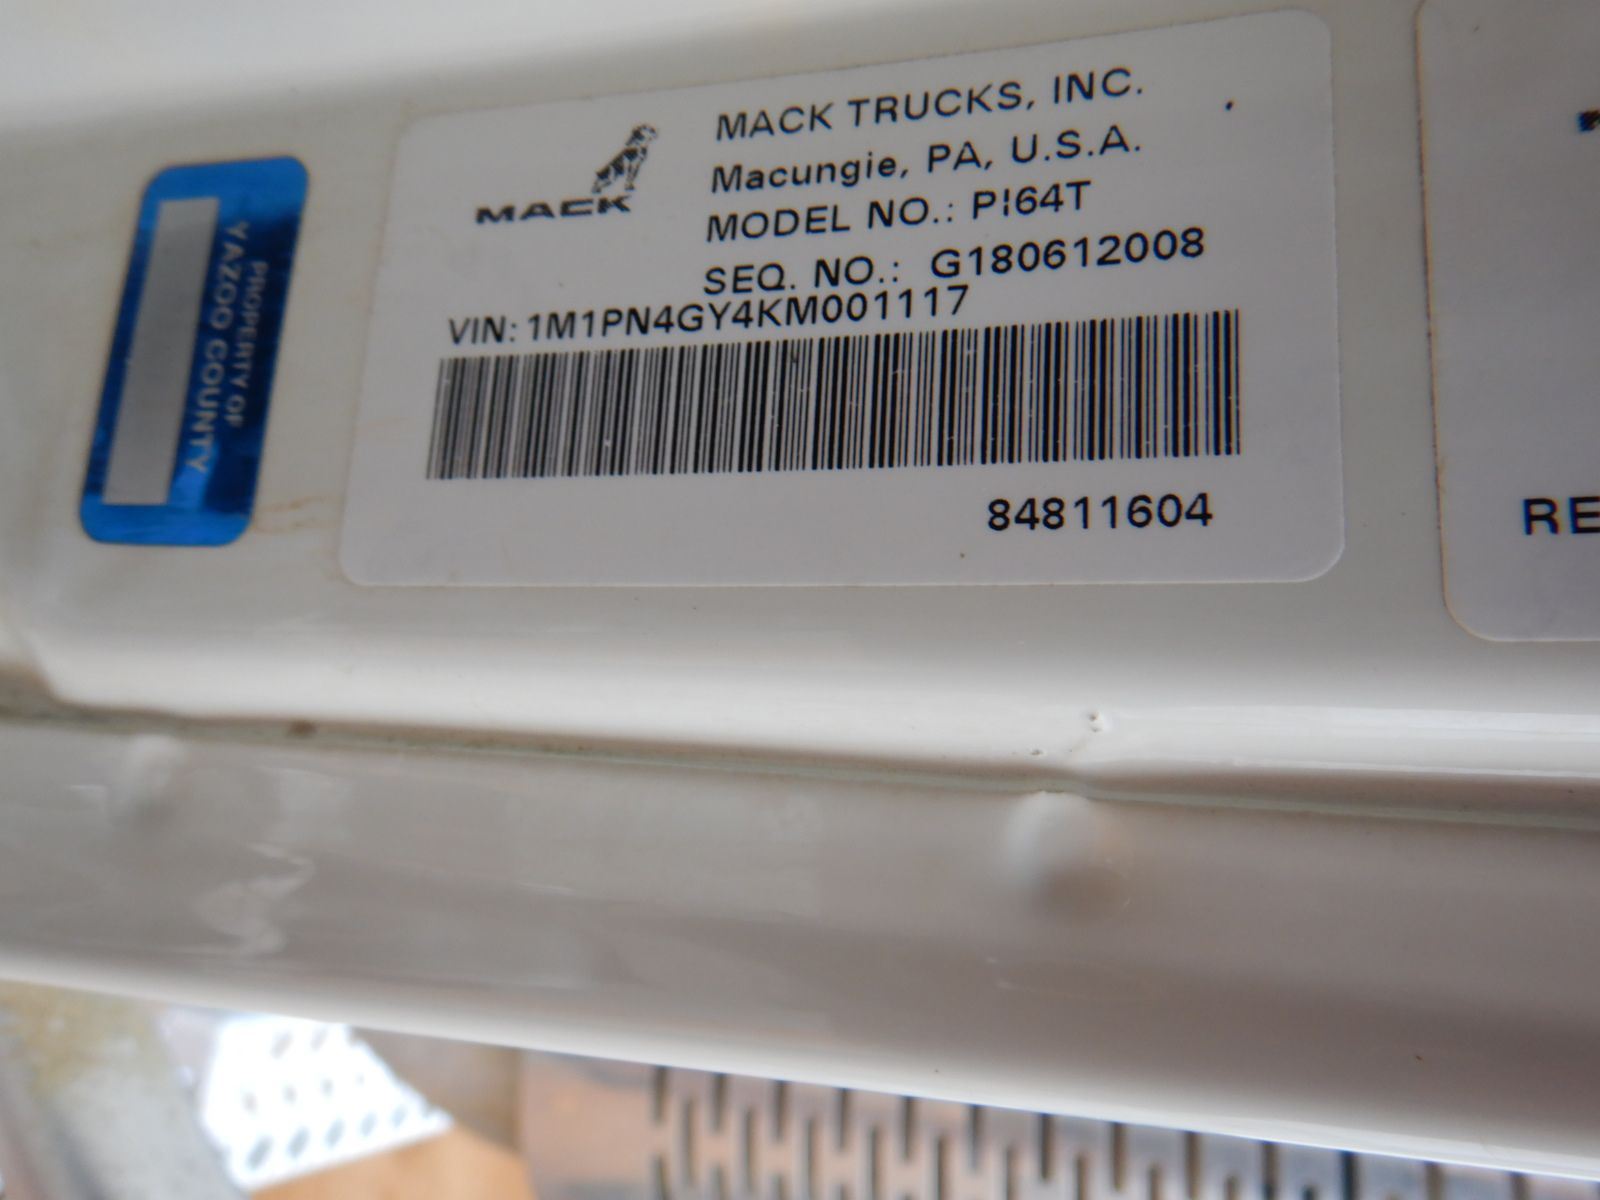 PROPERTY OF
YAZOO COUNTY
MACK
MACK TRUCKS, INC.
Macungie, PA, U.S.A.
MODEL NO.: PI64T
SEQ. NO.: G180612008
VIN: 1M1PN4GY4KM001117
84811604
RE